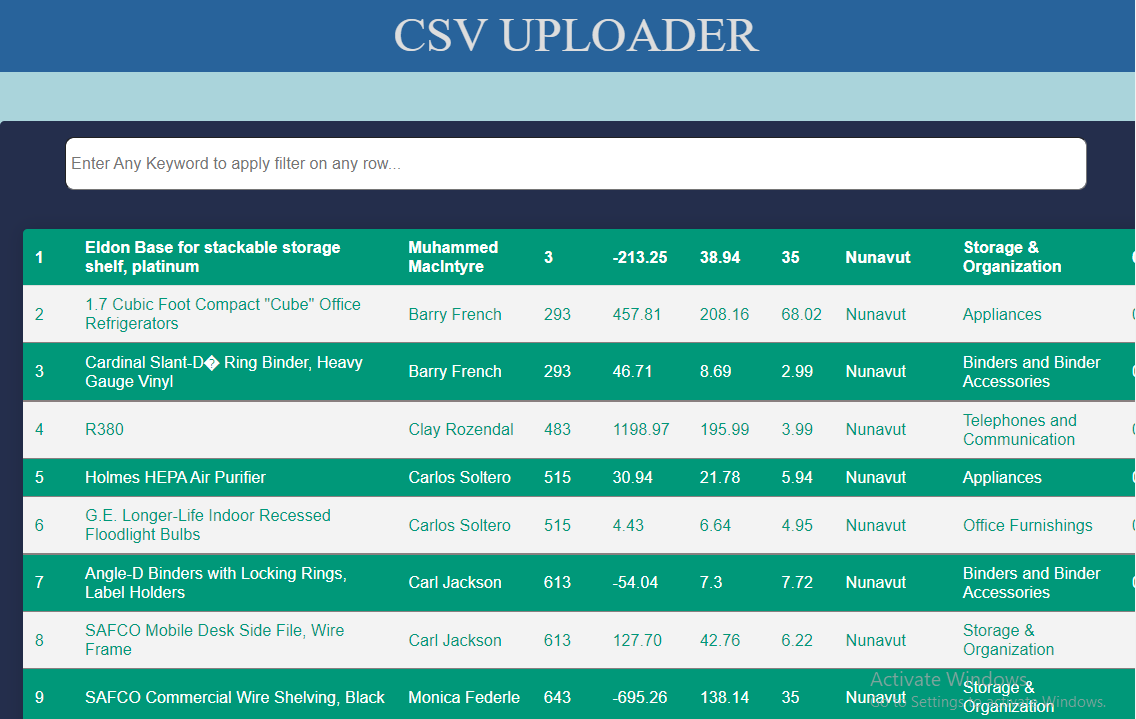 CSV UPLOADER
Enter Any Keyword to apply filter on any row...
1 Eldon Base for stackable storage shelf, platinum Muhammed MacIntyre 3 -213.25 38.94 35 Nunavut Storage & Organization
2 1.7 Cubic Foot Compact "Cube" Office Refrigerators Barry French 293 457.81 208.16 68.02 Nunavut Appliances
3 Cardinal Slant-D� Ring Binder, Heavy Gauge Vinyl Barry French 293 46.71 8.69 2.99 Nunavut Binders and Binder Accessories
4 R380 Clay Rozendal 483 1198.97 195.99 3.99 Nunavut Telephones and Communication
5 Holmes HEPA Air Purifier Carlos Soltero 515 30.94 21.78 5.94 Nunavut Appliances
6 G.E. Longer-Life Indoor Recessed Floodlight Bulbs Carlos Soltero 515 4.43 6.64 4.95 Nunavut Office Furnishings
7 Angle-D Binders with Locking Rings, Label Holders Carl Jackson 613 -54.04 7.3 7.72 Nunavut Binders and Binder Accessories
8 SAFCO Mobile Desk Side File, Wire Frame Carl Jackson 613 127.70 42.76 6.22 Nunavut Storage & Organization
9 SAFCO Commercial Wire Shelving, Black Monica Federle 643 -695.26 138.14 35 Nunavut Storage & Organization
Activate Windows
Go to Settings to activate Windows.